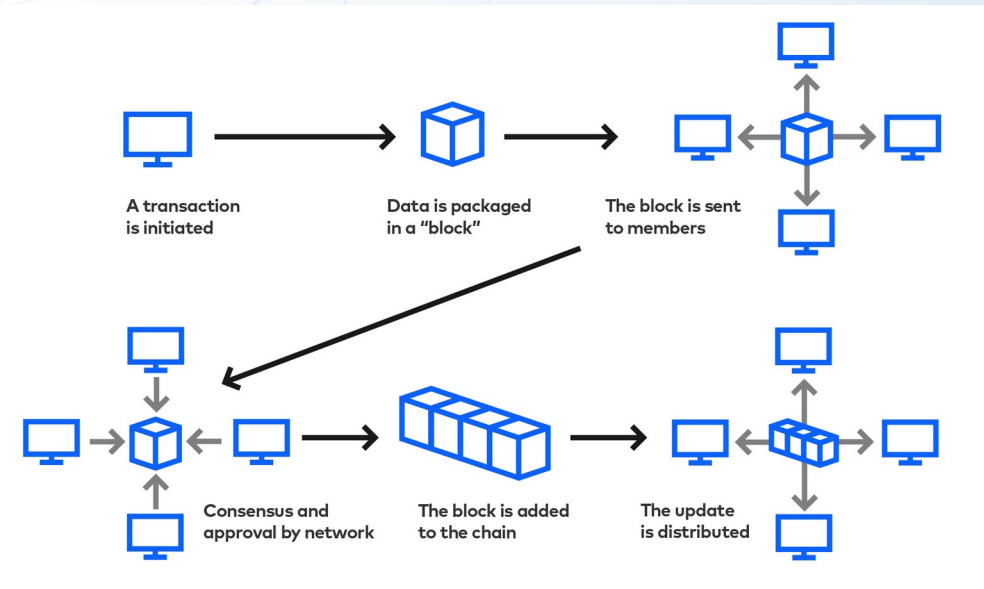 A transaction
is initiated
Data is packaged
in a “block”
The block is sent
to members
Consensus and
approval by network
The block is added
to the chain
The update
is distributed